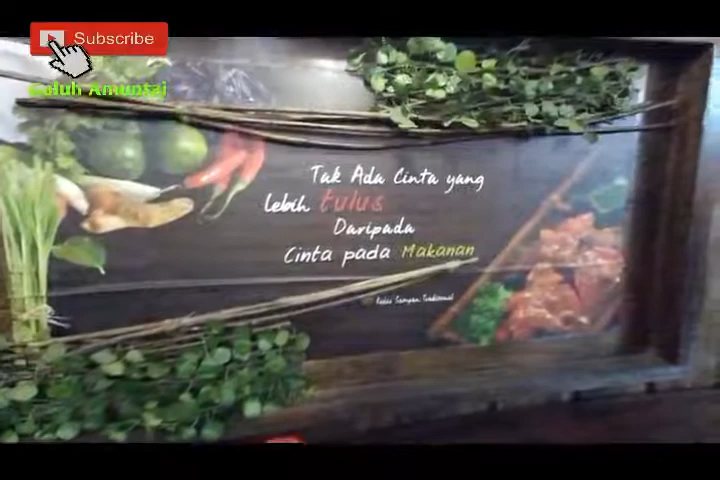 Subscribe
Galuh Amuntai
Tak Ada Cinta yang
lebih tulus
Daripada
Cinta pada Makanan